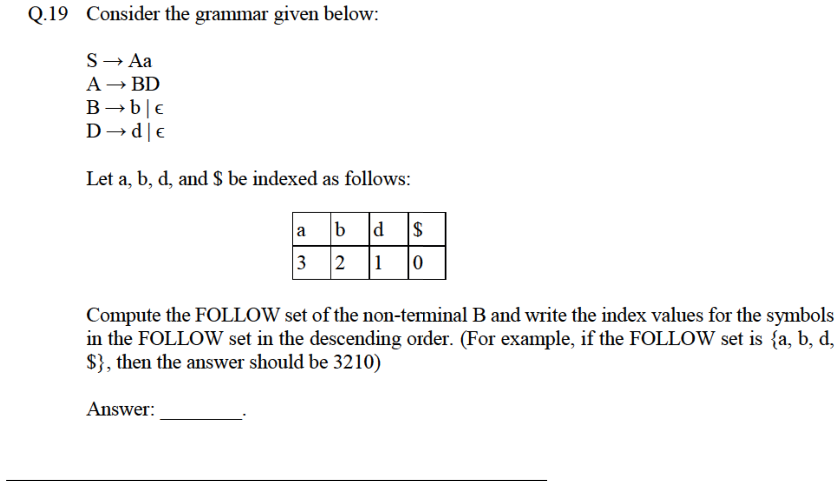 Q.19 Consider the grammar given below:
S → Aa
A → BD
B → b | ϵ
D → d | ϵ
Let a, b, d, and $ be indexed as follows:
a b d $
3 2 1 0
Compute the FOLLOW set of the non-terminal B and write the index values for the symbols
in the FOLLOW set in the descending order. (For example, if the FOLLOW set is {a, b, d,
$}, then the answer should be 3210)
Answer: ________.